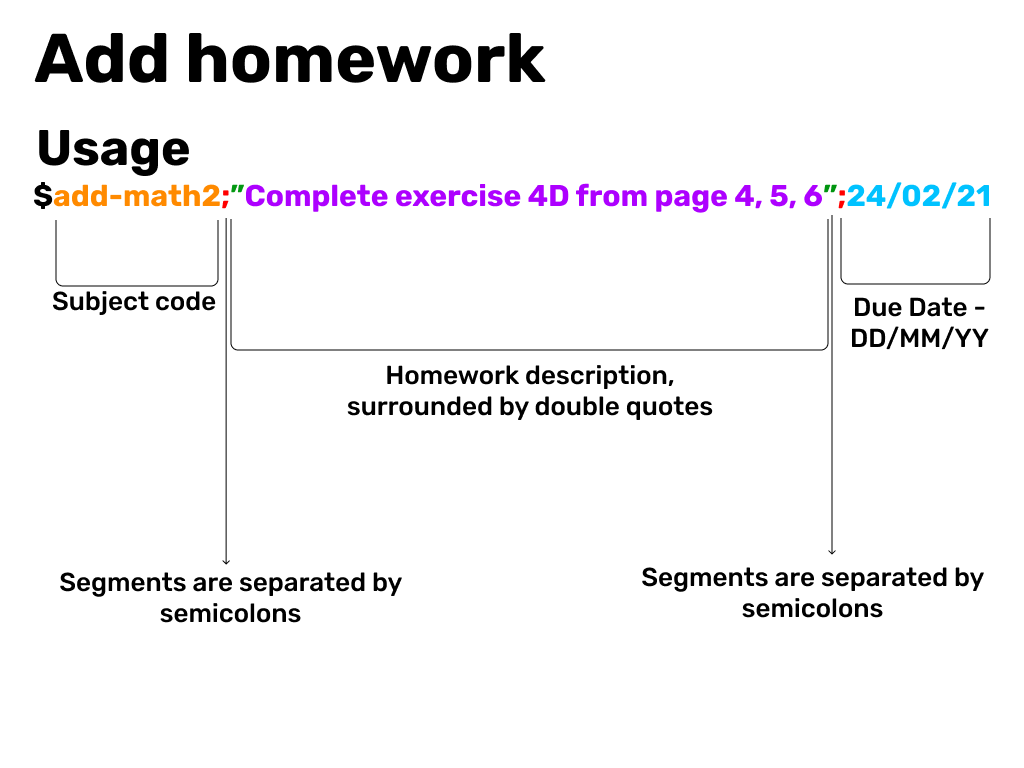 Add homework
Usage
$add-math2;”Complete exercise 4D from page 4, 5, 6”;24/02/21
Subject code
Due Date -
DD/MM/YY
Homework description,
surrounded by double quotes
Segments are separated by
semicolons
Segments are separated by
semicolons